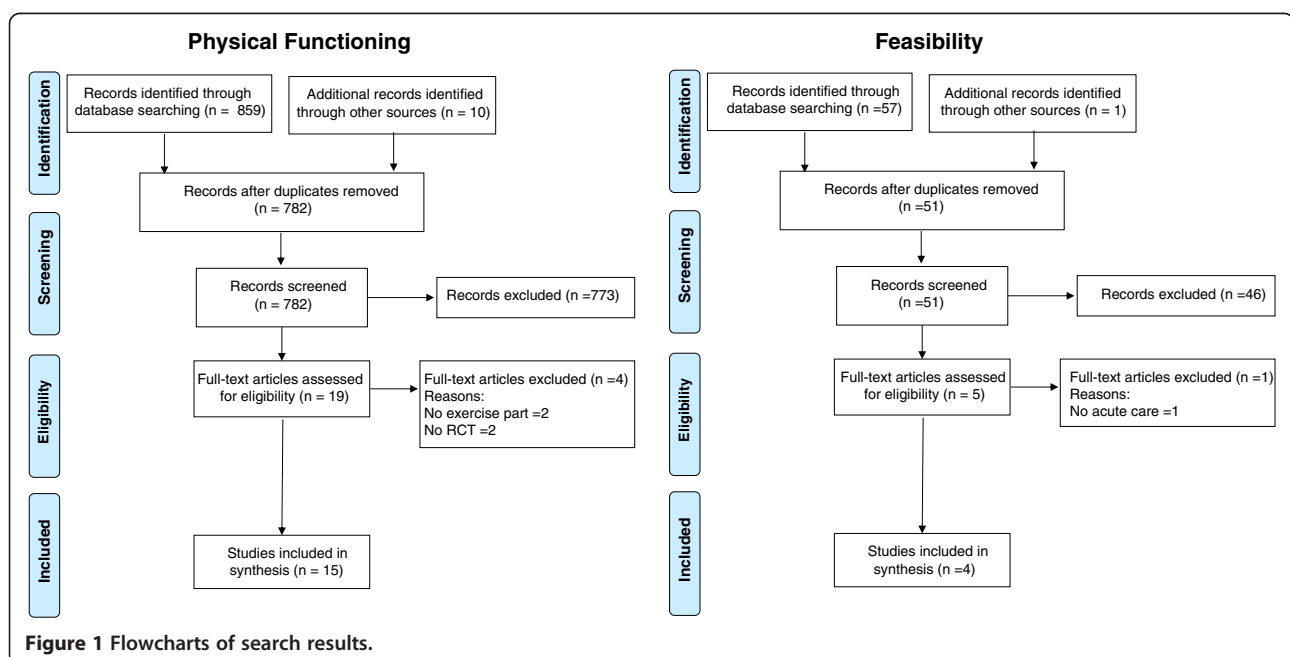 Physical Functioning
Identification
Records identified through
database searching (n = 859)
Additional records identified
through other sources (n = 10)
Records after duplicates removed
(n = 782)
Screening
Records screened
(n = 782)
Records excluded (n =773)
Eligibility
Full-text articles assessed
for eligibility (n = 19)
Full-text articles excluded (n =4)
Reasons:
No exercise part =2
No RCT =2
Included
Studies included in
synthesis (n = 15)
Feasibility
Identification
Records identified through
database searching (n =57)
Additional records identified
through other sources (n = 1)
Records after duplicates removed
(n =51)
Screening
Records screened
(n =51)
Records excluded (n =46)
Eligibility
Full-text articles assessed
for eligibility (n = 5)
Full-text articles excluded (n =1)
Reasons:
No acute care =1
Included
Studies included in
synthesis (n =4)
Figure 1 Flowcharts of search results.